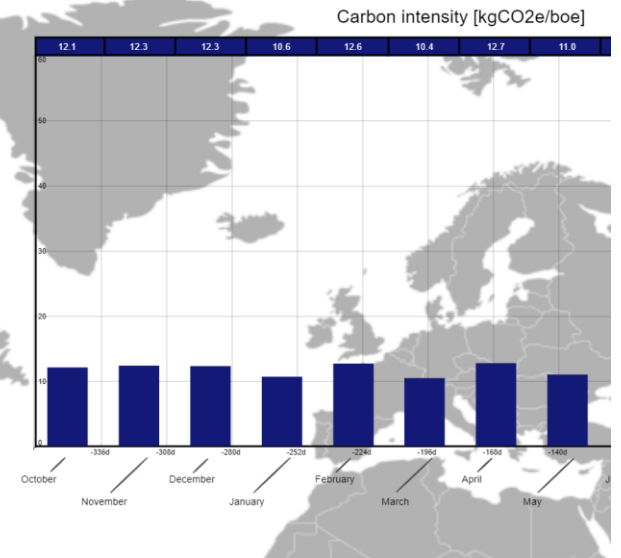 Carbon intensity [kgCO2e/boe]
12.1 12.3 12.3 10.6 12.6 10.4 12.7 11.0
60
50
40
30
20
10
0
-336d -308d -280d -252d -224d -196d -168d -140d
October December February April J
November January March May